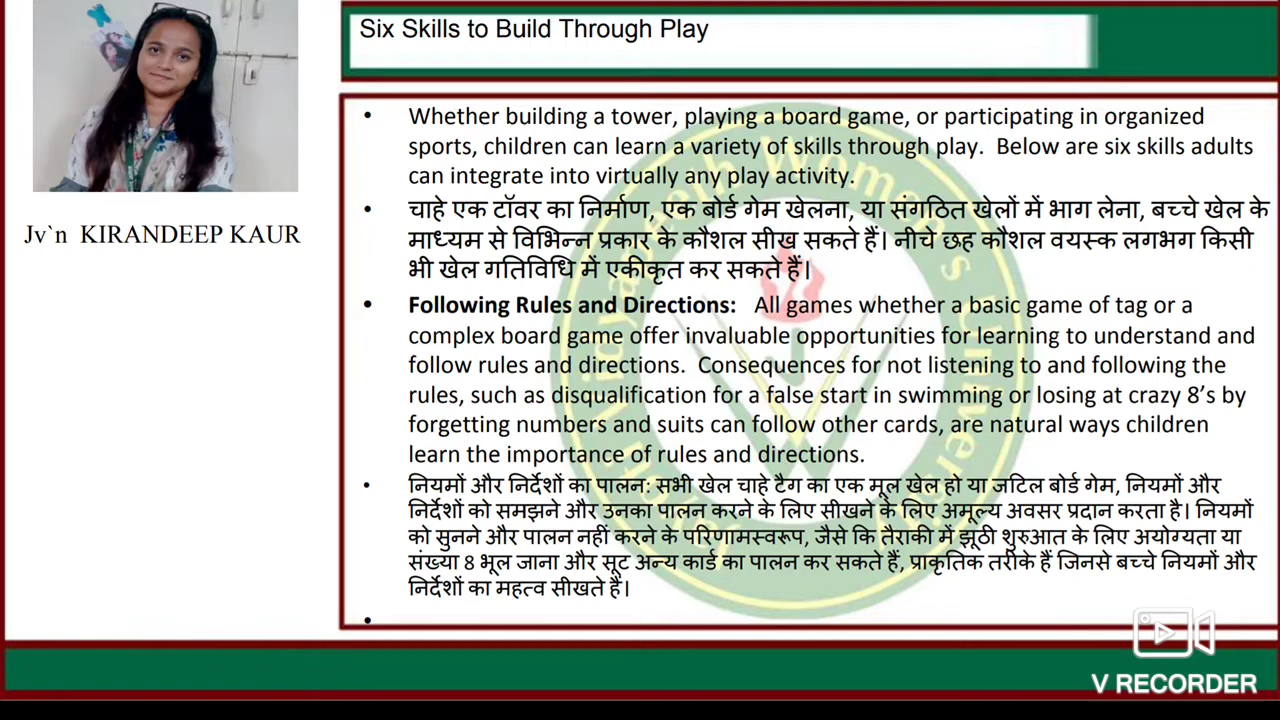 Six Skills to Build Through Play
Jv`n KIRANDEEP KAUR
• Whether building a tower, playing a board game, or participating in organized
sports, children can learn a variety of skills through play. Below are six skills adults
can integrate into virtually any play activity.
• चाहे एक टॉवर का निर्माण, एक बोर्ड गेम खेलना, या संगठित खेलों में भाग लेना, बच्चे खेल के
माध्यम से विभिन्न प्रकार के कौशल सीख सकते हैं। नीचे छह कौशल वयस्क लगभग किसी
भी खेल गतिविधि में एकीकृत कर सकते हैं।
• Following Rules and Directions: All games whether a basic game of tag or a
complex board game offer invaluable opportunities for learning to understand and
follow rules and directions. Consequences for not listening to and following the
rules, such as disqualification for a false start in swimming or losing at crazy 8’s by
forgetting numbers and suits can follow other cards, are natural ways children
learn the importance of rules and directions.
• नियमों और निर्देशों का पालन: सभी खेल चाहे टैग का एक मूल खेल हो या जटिल बोर्ड गेम, नियमों और
निर्देशों को समझने और उनका पालन करने के लिए सीखने के लिए अमूल्य अवसर प्रदान करता है। नियमों
को सुनने और पालन नहीं करने के परिणामस्वरूप, जैसे कि तैराकी में झूठी शुरुआत के लिए अयोग्यता या
संख्या 8 भूल जाना और सूट अन्य कार्ड का पालन कर सकते हैं, प्राकृतिक तरीके हैं जिनसे बच्चे नियमों और
निर्देशों का महत्व सीखते हैं।
•
V RECORDER